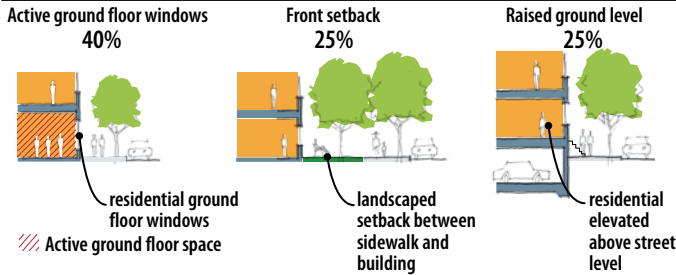 Active ground floor windows
40%
Front setback
25%
Raised ground level
25%
residential ground
floor windows
Active ground floor space
landscaped
setback between
sidewalk and
building
residential
elevated
above street
level